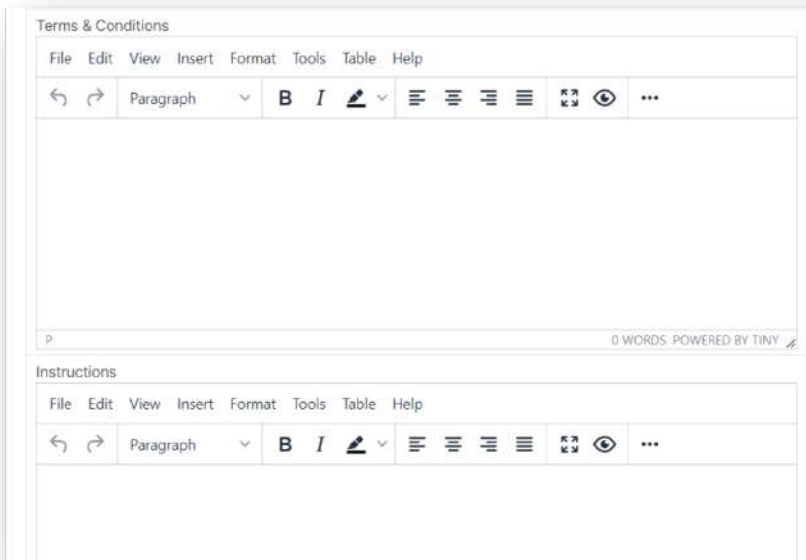 Terms & Conditions
File Edit View Insert Format Tools Table Help
Paragraph B I
P 0 WORDS POWERED BY TINY
Instructions
File Edit View Insert Format Tools Table Help
Paragraph B I